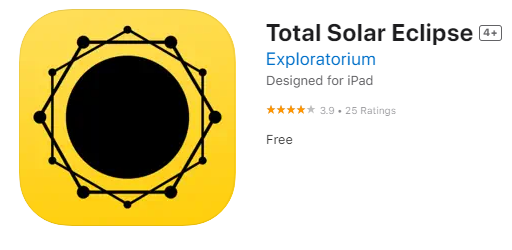 Total Solar Eclipse 4+
Exploratorium
Designed for iPad
★★★★★ 3.9 • 25 Ratings
Free